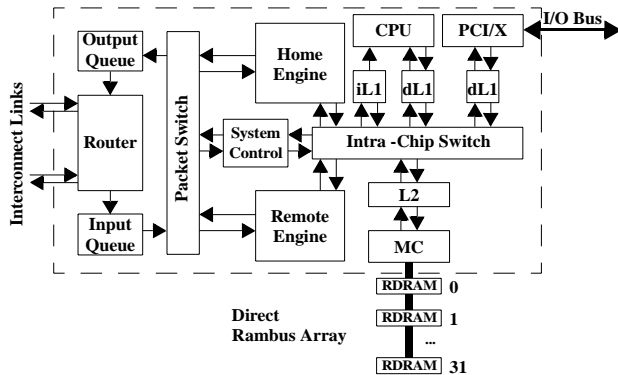 Output
Queue
Home
Engine
CPU
PCI/X
I/O Bus
iL1
dL1
dL1
Interconnect Links
Router
Packet Switch
System
Control
Intra -Chip Switch
L2
Input
Queue
Remote
Engine
MC
RDRAM 0
Direct
Rambus Array
RDRAM 1
...
RDRAM 31